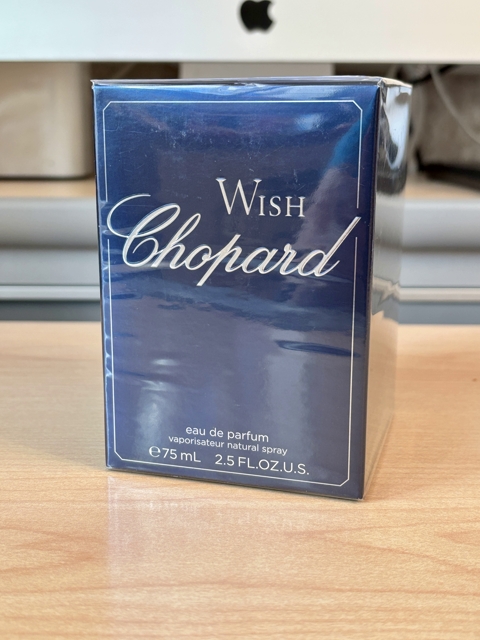 WISH
Chopard
eau de parfum
vaporisateur natural spray
℮75 mL 2.5 FL.OZ.U.S.